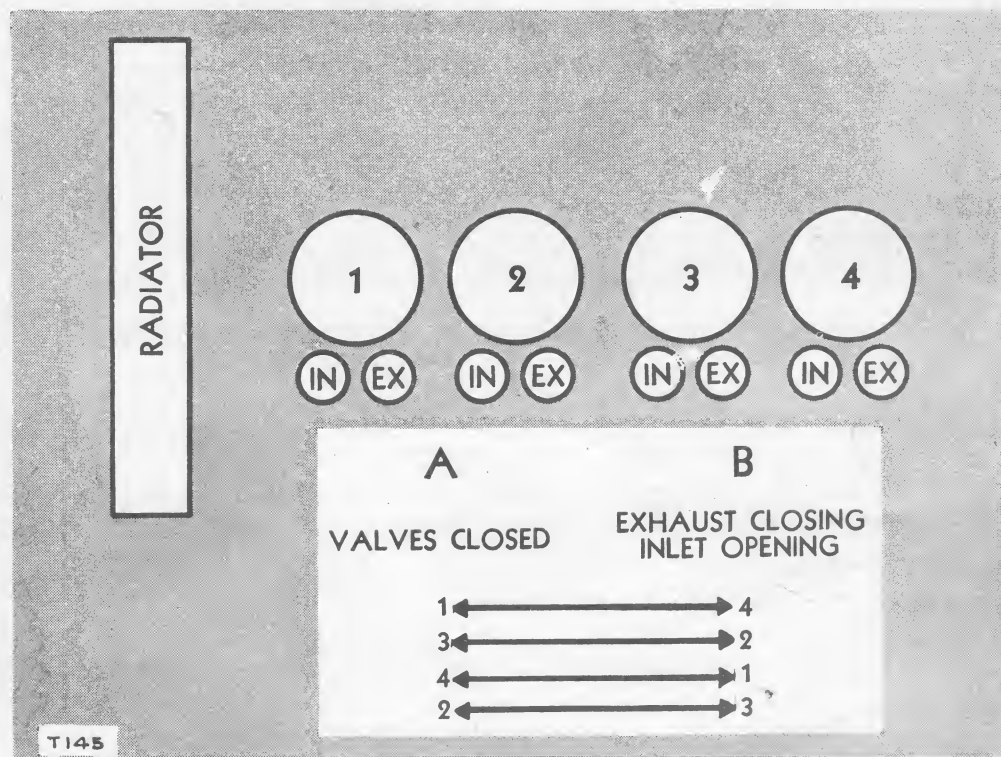 RADIATOR
1 2 3 4
IN EX IN EX IN EX IN EX
A B
VALVES CLOSED
EXHAUST CLOSING
INLET OPENING
1 4
3 2
4 1
2 3
T145